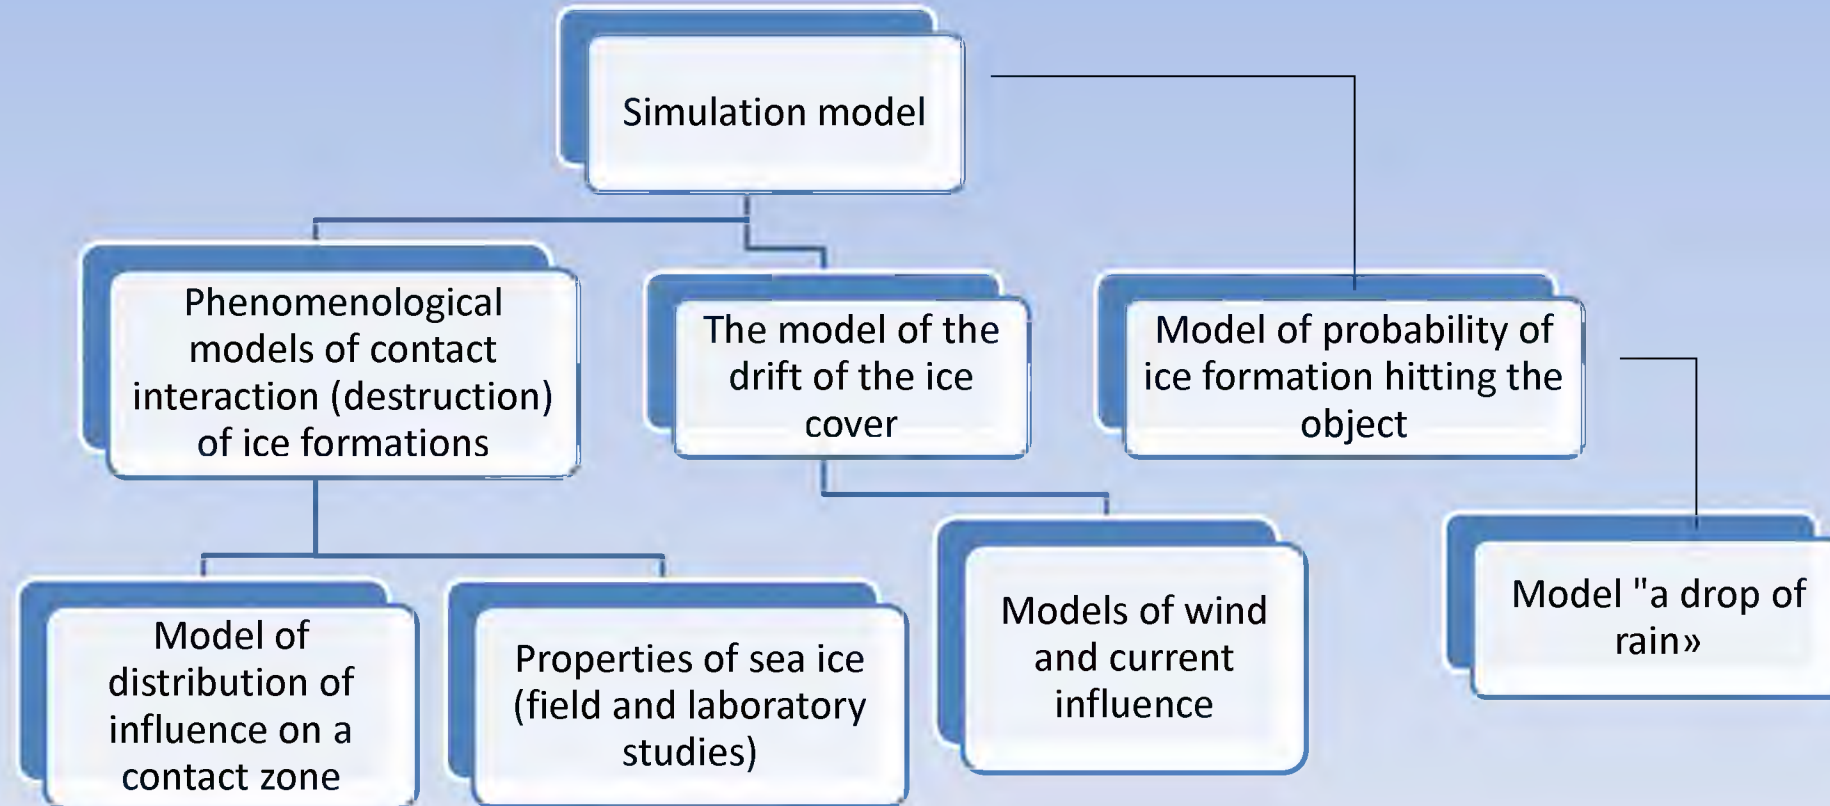 Simulation model
Phenomenological
models of contact
interaction (destruction)
of ice formations
The model of the
drift of the ice
cover
Model of probability of
ice formation hitting the
object
Model of
distribution of
influence on a
contact zone
Properties of sea ice
(field and laboratory
studies)
Models of wind
and current
influence
Model "a drop of
rain»